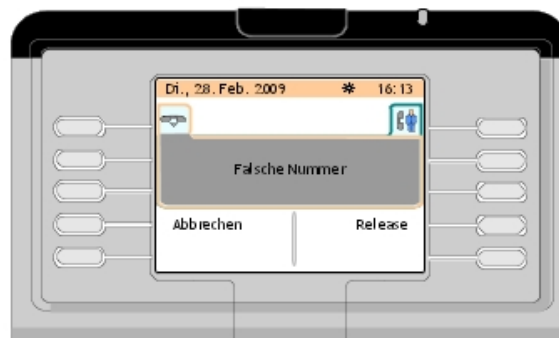 Di., 28. Feb. 2009 16:13
Falsche Nummer
Abbrechen Release